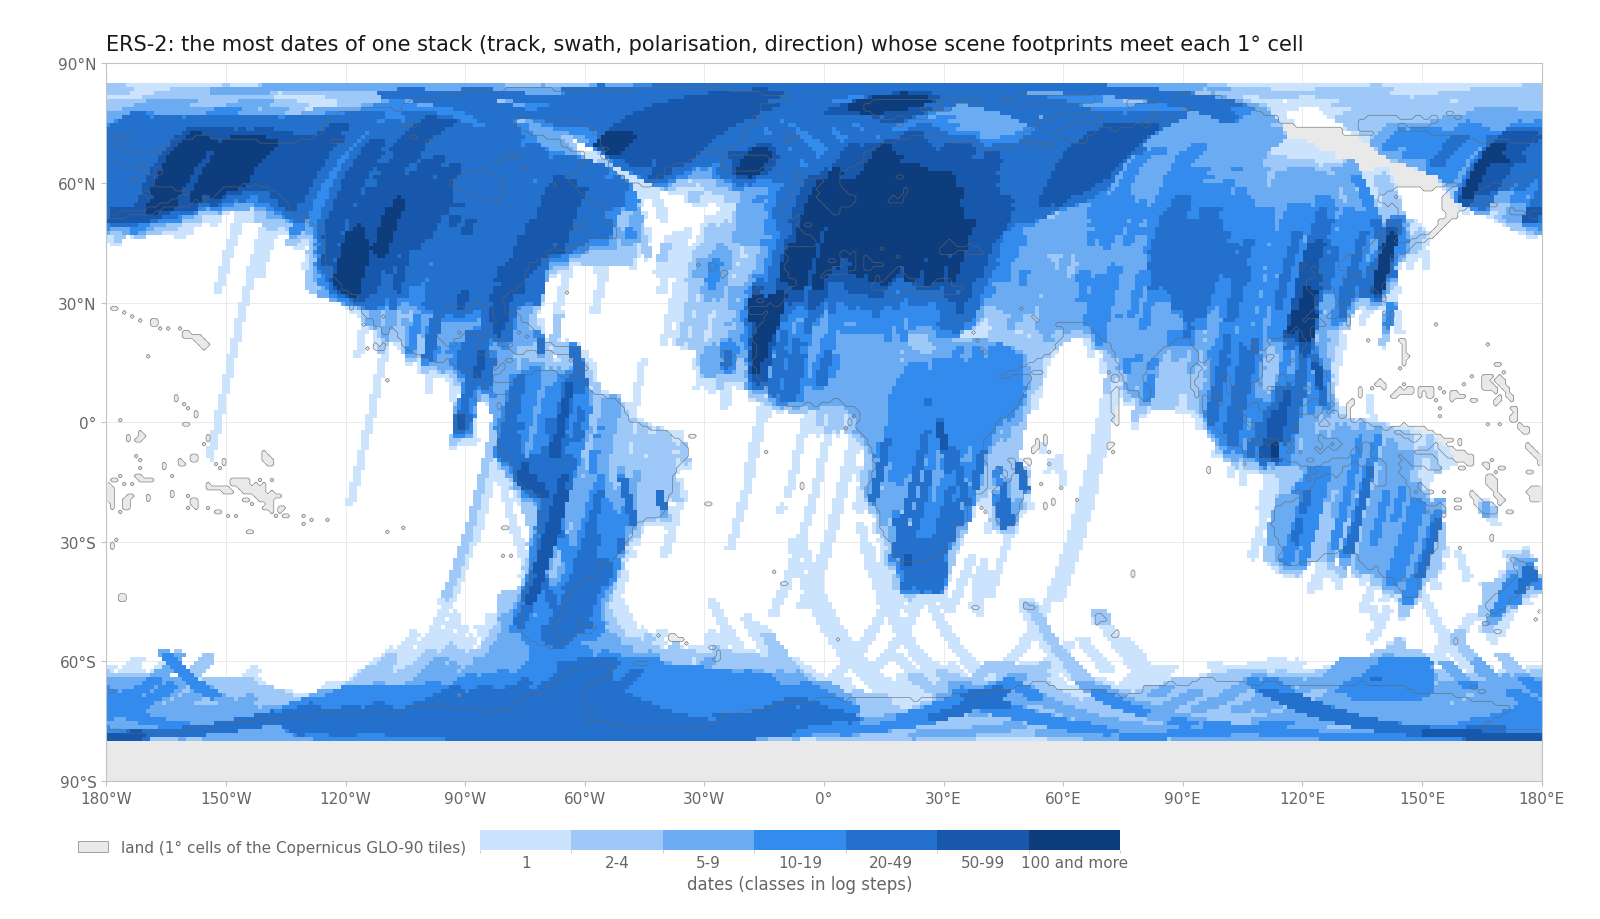 ERS-2: the most dates of one stack (track, swath, polarisation, direction) whose scene footprints meet each 1° cell
90°N
60°N
30°N
0°
30°S
60°S
90°S
180°W 150°W 120°W 90°W 60°W 30°W 0° 30°E 60°E 90°E 120°E 150°E 180°E
land (1° cells of the Copernicus GLO-90 tiles)
1 2-4 5-9 10-19 20-49 50-99 100 and more
dates (classes in log steps)